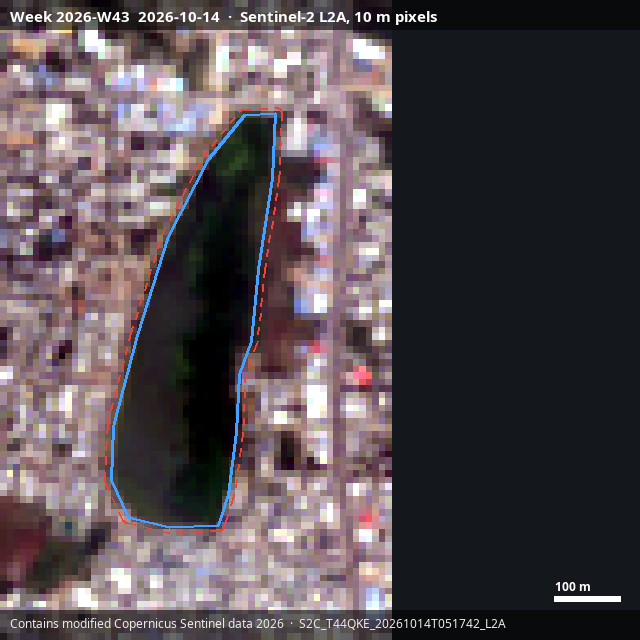 Week 2026-W43  2026-10-14  ·  Sentinel-2 L2A, 10 m pixels
100 m
Contains modified Copernicus Sentinel data 2026  ·  S2C_T44QKE_20261014T051742_L2A